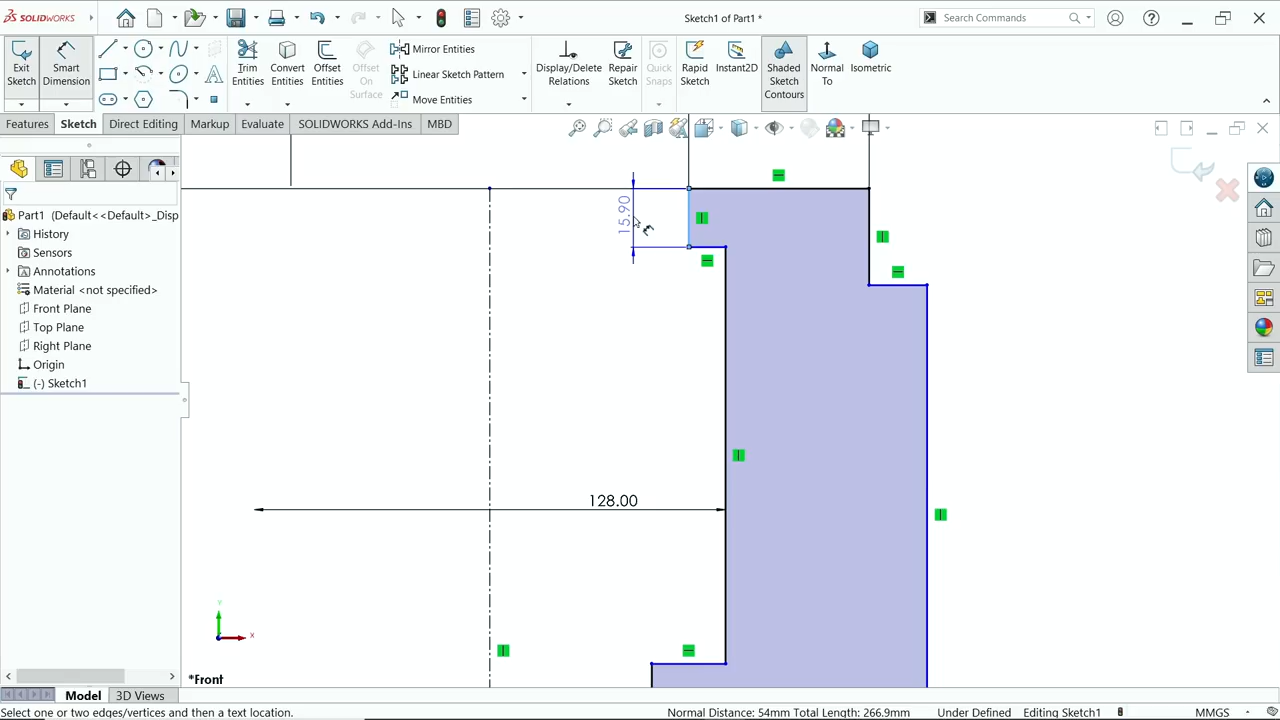 SOLIDWORKS
Sketch1 of Part1 *
Search Commands
Exit Sketch
Smart Dimension
Trim Entities
Convert Entities
Offset Entities
Offset On Surface
Mirror Entities
Linear Sketch Pattern
Move Entities
Display/Delete Relations
Repair Sketch
Quick Snaps
Rapid Sketch
Instant2D
Shaded Sketch Contours
Normal To
Isometric
Features
Sketch
Direct Editing
Markup
Evaluate
SOLIDWORKS Add-Ins
MBD
Part1 (Default<<Default>_Disp
History
Sensors
Annotations
Material <not specified>
Front Plane
Top Plane
Right Plane
Origin
(-) Sketch1
15.90
128.00
Y
X
*Front
Model
3D Views
Select one or two edges/vertices and then a text location.
Normal Distance: 54mm Total Length: 266.9mm
Under Defined
Editing Sketch1
MMGS